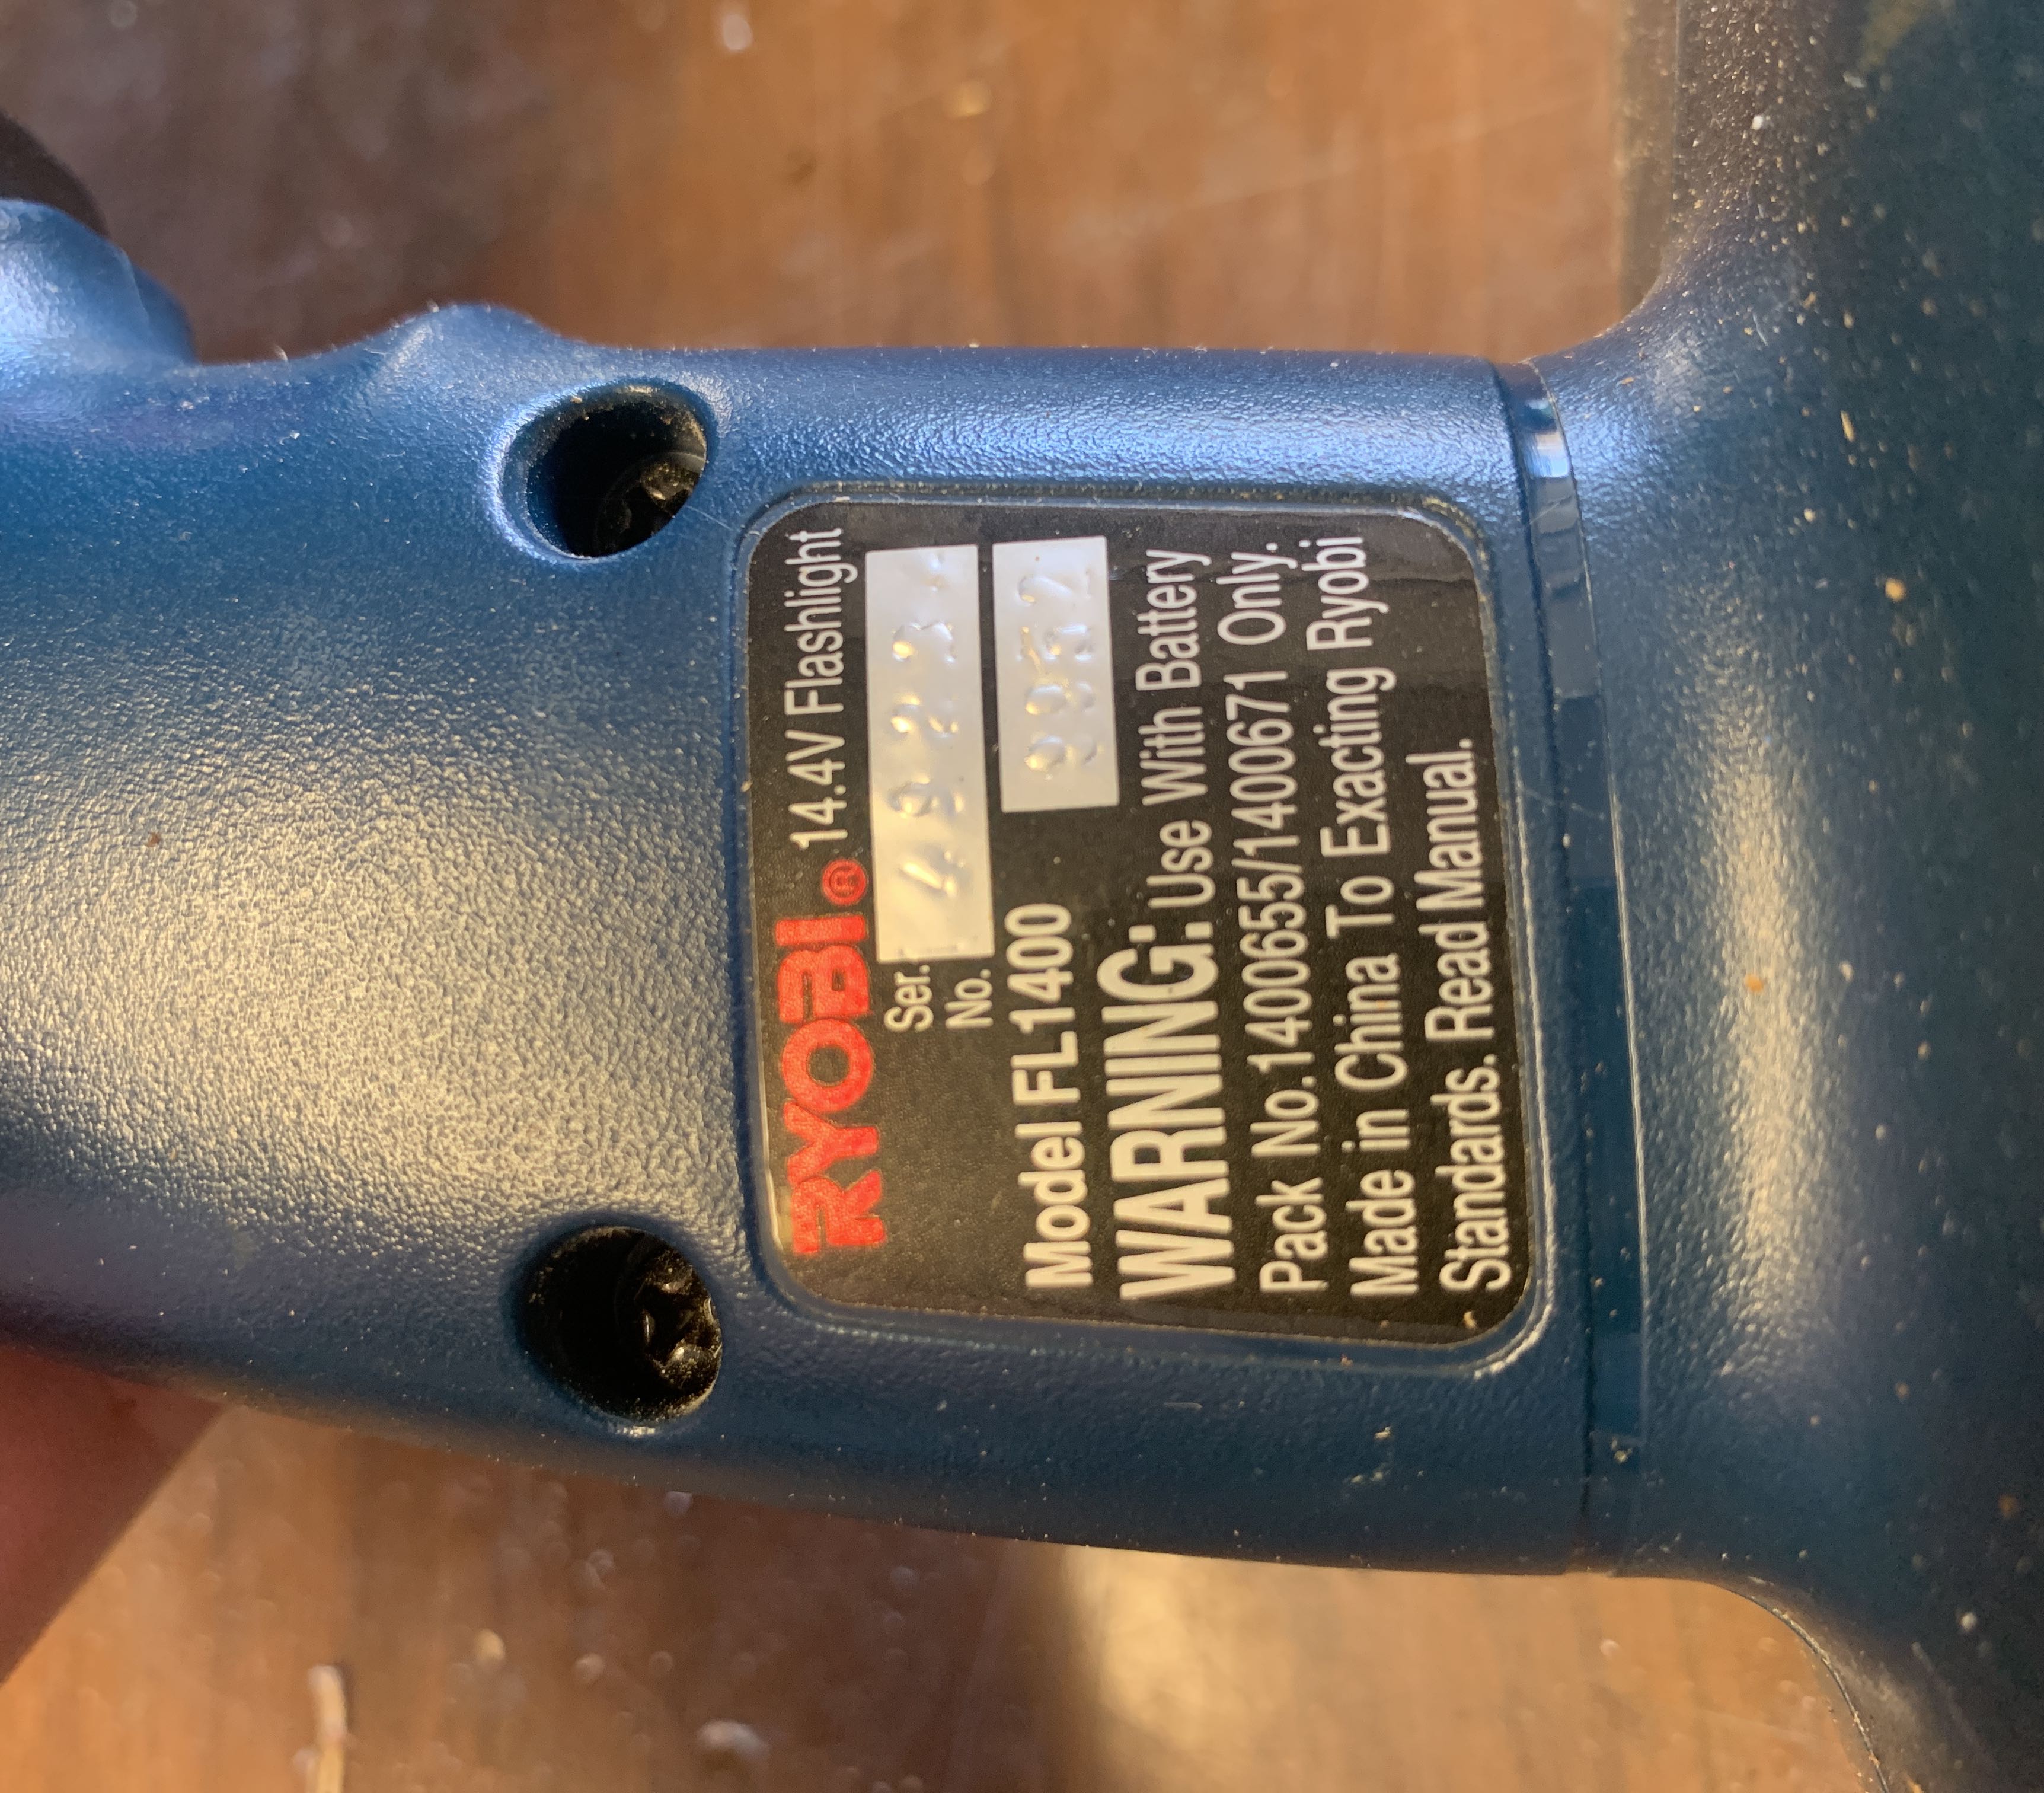 RYOBI® 14.4V Flashlight
Ser.
No.
Model FL1400
WARNING: Use With Battery
Pack No.1400655/1400671 Only.
Made in China To Exacting Ryobi
Standards. Read Manual.